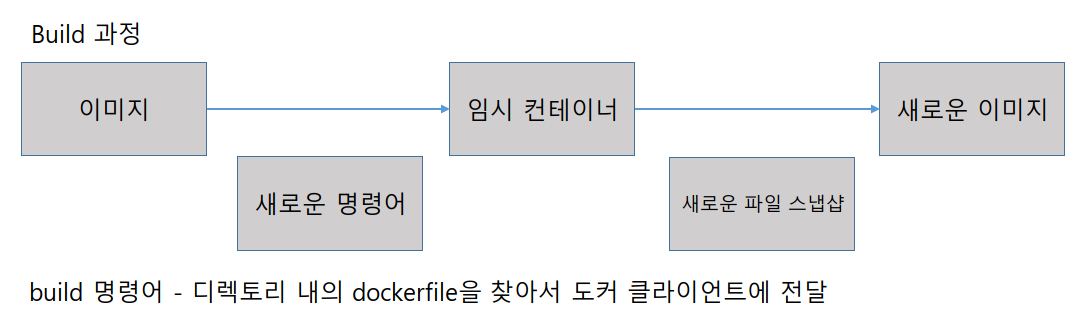 Build 과정
이미지
임시 컨테이너
새로운 이미지
새로운 명령어
새로운 파일 스냅샵
build 명령어 - 디렉토리 내의 dockerfile을 찾아서 도커 클라이언트에 전달